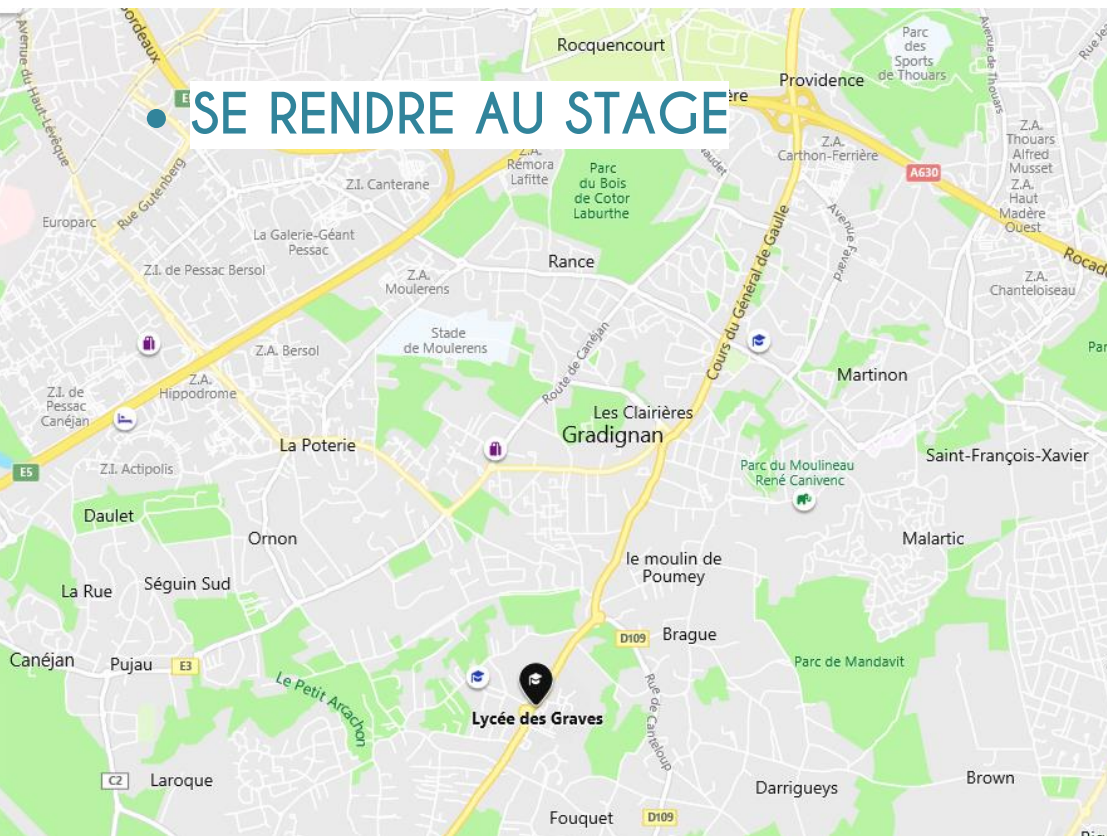 Bordeaux
Rocquencourt
Parc
des
Sports
de Thouars
Avenue de Thouars
Avenue du Haut-Lévêque
Providence
• SE RENDRE AU STAGE
Z.A.
Rémora
Lafitte
Z.A.
Carthon-Ferrière
Z.A.
Thouars
Alfred
Musset
Z.A.
Haut
Madère
Ouest
A630
Parc
du Bois
de Cotor
Laburthe
Z.I. Canterane
Rue Gutenberg
Europarc
La Galerie-Géant
Pessac
Avenue Favard
Cours du Général de Gaulle
Rance
Z.I. de Pessac Bersol
Z.A.
Moulerens
Z.A.
Chanteloiseau
Stade
de Moulerens
Route de Canéjan
Z.A. Bersol
Martinon
Z.A.
Hippodrome
Z.I. de
Pessac
Canéjan
Les Clairières
Gradignan
La Poterie
Saint-François-Xavier
Z.I. Actipolis
E5
Parc du Moulineau
René Canivenc
Daulet
Ornon
Malartic
le moulin de
Poumey
La Rue
Séguin Sud
D109
Brague
Canéjan
Pujau
E3
Parc de Mandavit
Le Petit Arcachon
Rue de Canteloup
Lycée des Graves
C2
Laroque
Darrigueys
Brown
Fouquet
D109